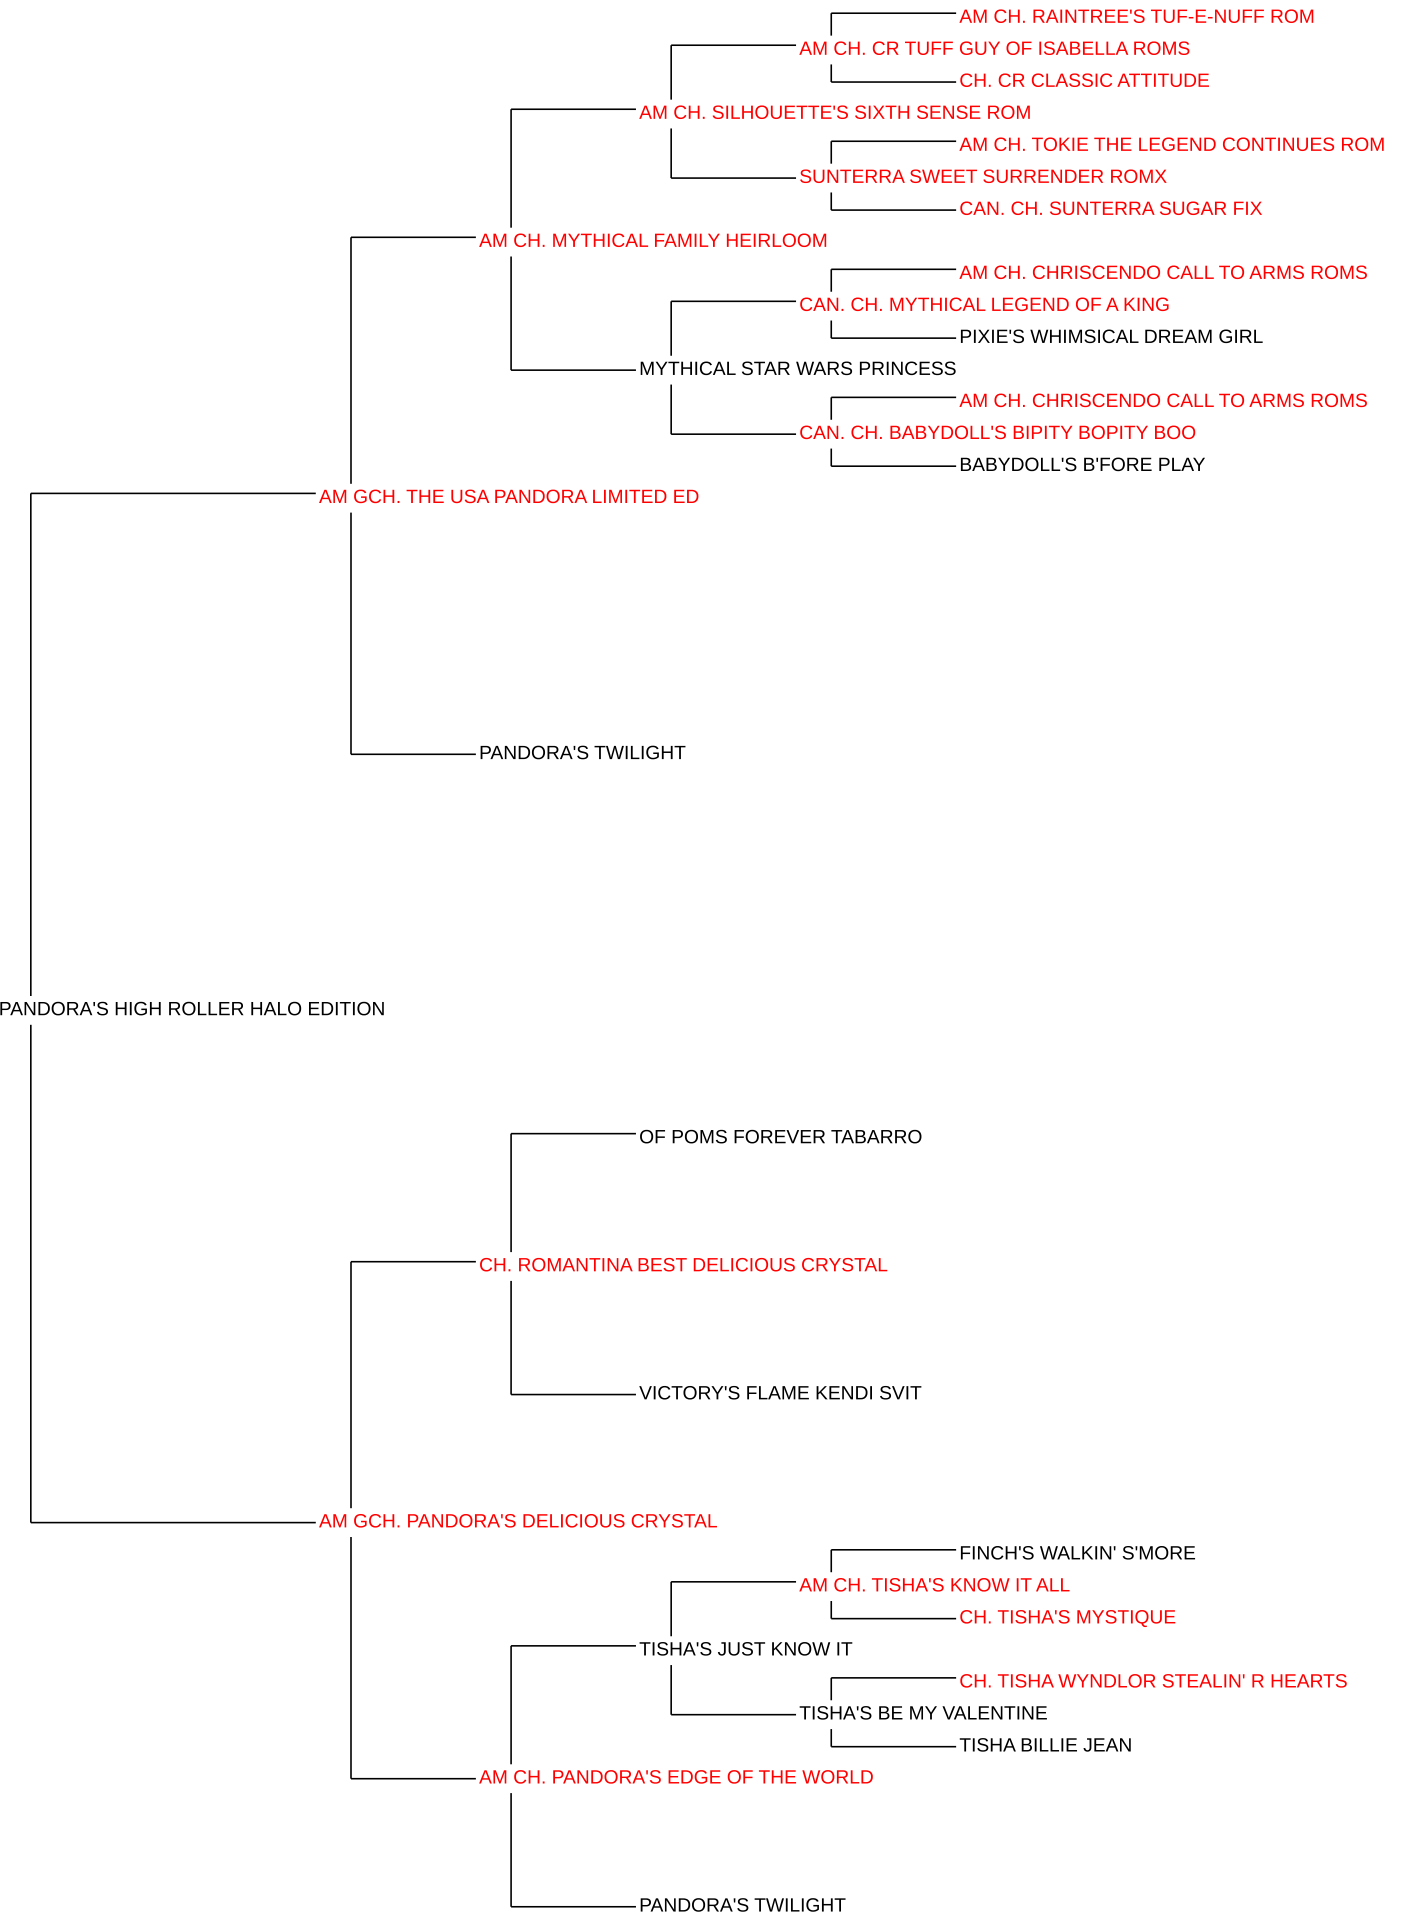 AM CH. RAINTREE'S TUF-E-NUFF ROM
AM CH. CR TUFF GUY OF ISABELLA ROMS
CH. CR CLASSIC ATTITUDE
AM CH. SILHOUETTE'S SIXTH SENSE ROM
AM CH. TOKIE THE LEGEND CONTINUES ROM
SUNTERRA SWEET SURRENDER ROMX
CAN. CH. SUNTERRA SUGAR FIX
AM CH. MYTHICAL FAMILY HEIRLOOM
AM CH. CHRISCENDO CALL TO ARMS ROMS
CAN. CH. MYTHICAL LEGEND OF A KING
PIXIE'S WHIMSICAL DREAM GIRL
MYTHICAL STAR WARS PRINCESS
AM CH. CHRISCENDO CALL TO ARMS ROMS
CAN. CH. BABYDOLL'S BIPITY BOPITY BOO
BABYDOLL'S B'FORE PLAY
AM GCH. THE USA PANDORA LIMITED ED
PANDORA'S TWILIGHT
PANDORA'S HIGH ROLLER HALO EDITION
OF POMS FOREVER TABARRO
CH. ROMANTINA BEST DELICIOUS CRYSTAL
VICTORY'S FLAME KENDI SVIT
AM GCH. PANDORA'S DELICIOUS CRYSTAL
FINCH'S WALKIN' S'MORE
AM CH. TISHA'S KNOW IT ALL
CH. TISHA'S MYSTIQUE
TISHA'S JUST KNOW IT
CH. TISHA WYNDLOR STEALIN' R HEARTS
TISHA'S BE MY VALENTINE
TISHA BILLIE JEAN
AM CH. PANDORA'S EDGE OF THE WORLD
PANDORA'S TWILIGHT